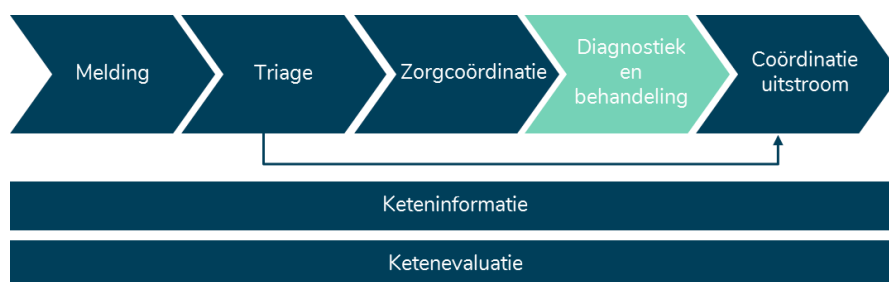 Melding
Triage
Zorgcoördinatie
Diagnostiek
en
behandeling
Coördinatie
uitstroom
Keteninformatie
Ketenevaluatie